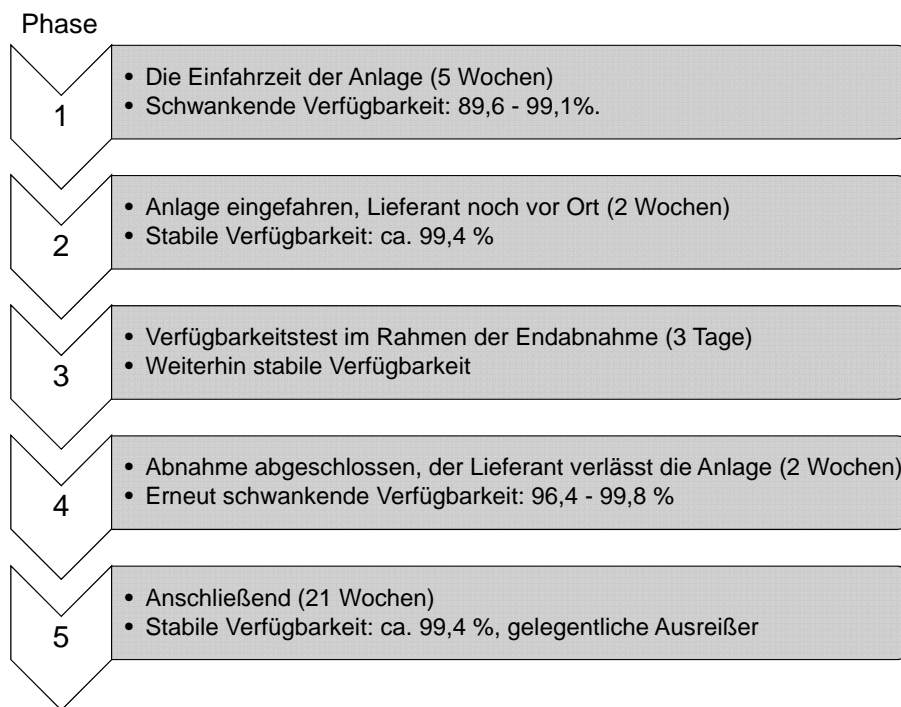 Phase
1
• Die Einfahrzeit der Anlage (5 Wochen)
• Schwankende Verfügbarkeit: 89,6 - 99,1%.
2
• Anlage eingefahren, Lieferant noch vor Ort (2 Wochen)
• Stabile Verfügbarkeit: ca. 99,4 %
3
• Verfügbarkeitstest im Rahmen der Endabnahme (3 Tage)
• Weiterhin stabile Verfügbarkeit
4
• Abnahme abgeschlossen, der Lieferant verlässt die Anlage (2 Wochen)
• Erneut schwankende Verfügbarkeit: 96,4 - 99,8 %
5
• Anschließend (21 Wochen)
• Stabile Verfügbarkeit: ca. 99,4 %, gelegentliche Ausreißer